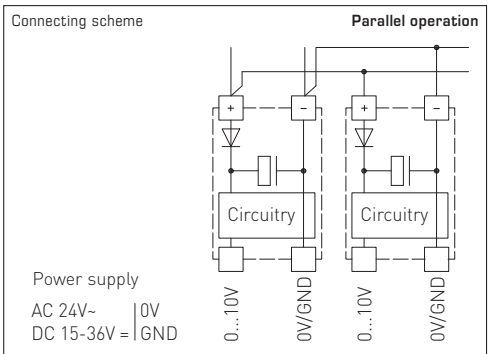 Connecting scheme Parallel operation
+ − + −
Circuitry Circuitry
Power supply
AC 24V~ | 0V
DC 15-36V = | GND
0...10V 0V/GND 0...10V 0V/GND